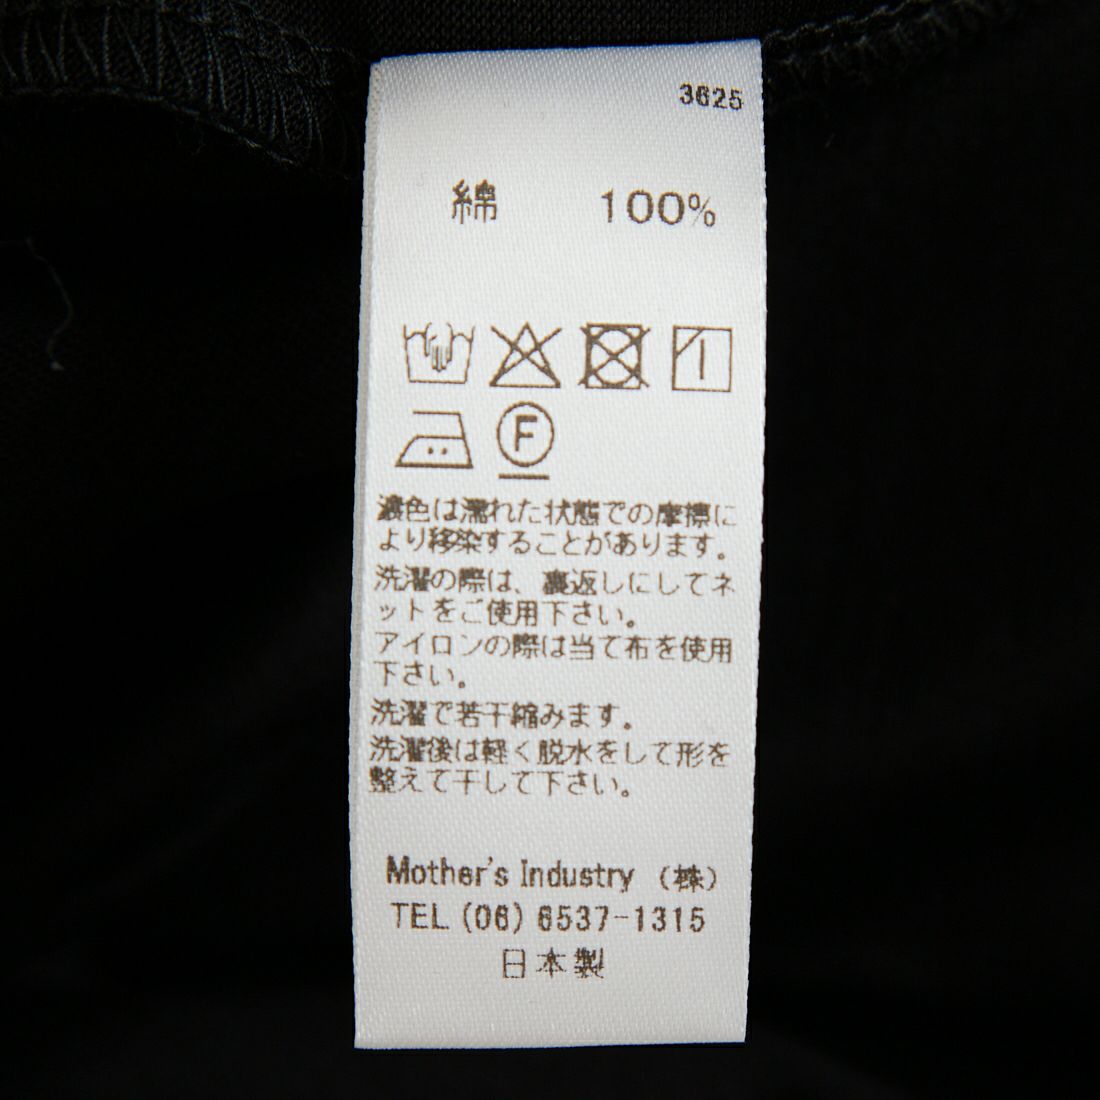 3625
綿 100%
F
濃色は濡れた状態での摩擦に
より移染することがあります。
洗濯の際は、裏返しにしてネ
ットをご使用下さい。
アイロンの際は当て布を使用
下さい。
洗濯で若干縮みます。
洗濯後は軽く脱水をして形を
整えて干して下さい。
Mother's Industry (株)
TEL (06) 6537-1315
日本製